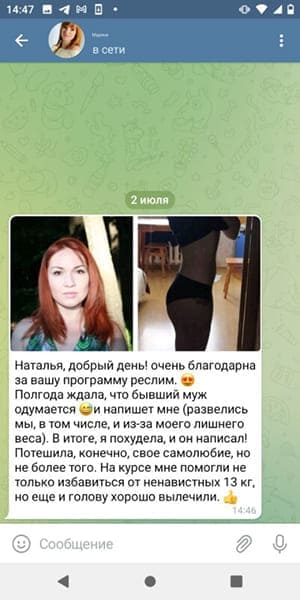 14:47
Марина
в сети
2 июля
Наталья, добрый день! очень благодарна
за вашу программу реслим. 😍
Полгода ждала, что бывший муж
одумается 😅и напишет мне (развелись
мы, в том числе, и из-за моего лишнего
веса). В итоге, я похудела, и он написал!
Потешила, конечно, свое самолюбие, но
не более того. На курсе мне помогли не
только избавиться от ненавистных 13 кг,
но еще и голову хорошо вылечили. 👍
14:46
Сообщение